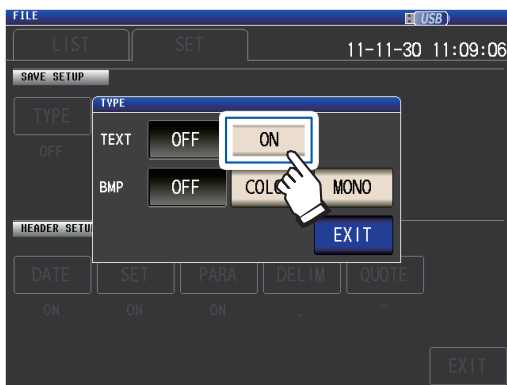 FILE USB
LIST SET 11-11-30 11:09:06
SAVE SETUP
TYPE
OFF
TYPE
TEXT OFF ON
BMP OFF MONO
EXIT
HEADER
DATE SET PARA DELIM QUOTE
ON ON ON , ~
EXIT